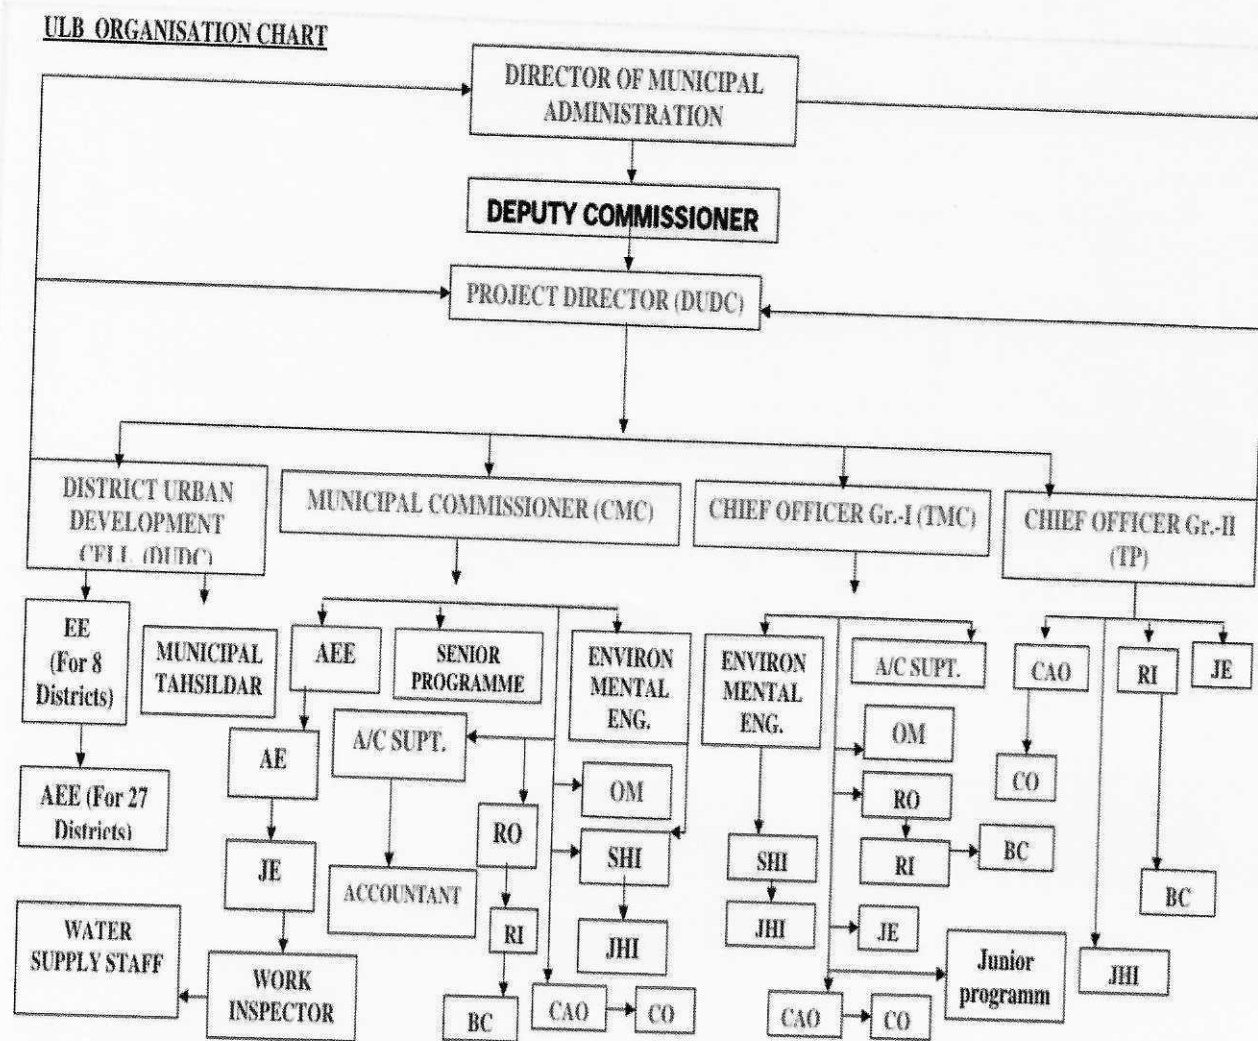 ULB ORGANISATION CHART
DIRECTOR OF MUNICIPAL
ADMINISTRATION
DEPUTY COMMISSIONER
PROJECT DIRECTOR (DUDC)
DISTRICT URBAN
DEVELOPMENT
CELL (DUDC)
MUNICIPAL COMMISSIONER (CMC)
CHIEF OFFICER Gr.-I (TMC)
CHIEF OFFICER Gr.-II
(TP)
EE
(For 8
Districts)
MUNICIPAL
TAHSILDAR
AEE
SENIOR
PROGRAMME
ENVIRON
MENTAL
ENG.
ENVIRON
MENTAL
ENG.
A/C SUPT.
CAO
RI
JE
AEE (For 27
Districts)
AE
A/C SUPT.
RO
OM
OM
RO
CO
JE
ACCOUNTANT
RI
SHI
SHI
RI
BC
BC
WATER
SUPPLY STAFF
WORK
INSPECTOR
BC
JHI
JHI
JE
Junior
programm
JHI
CAO
CO
CAO
CO